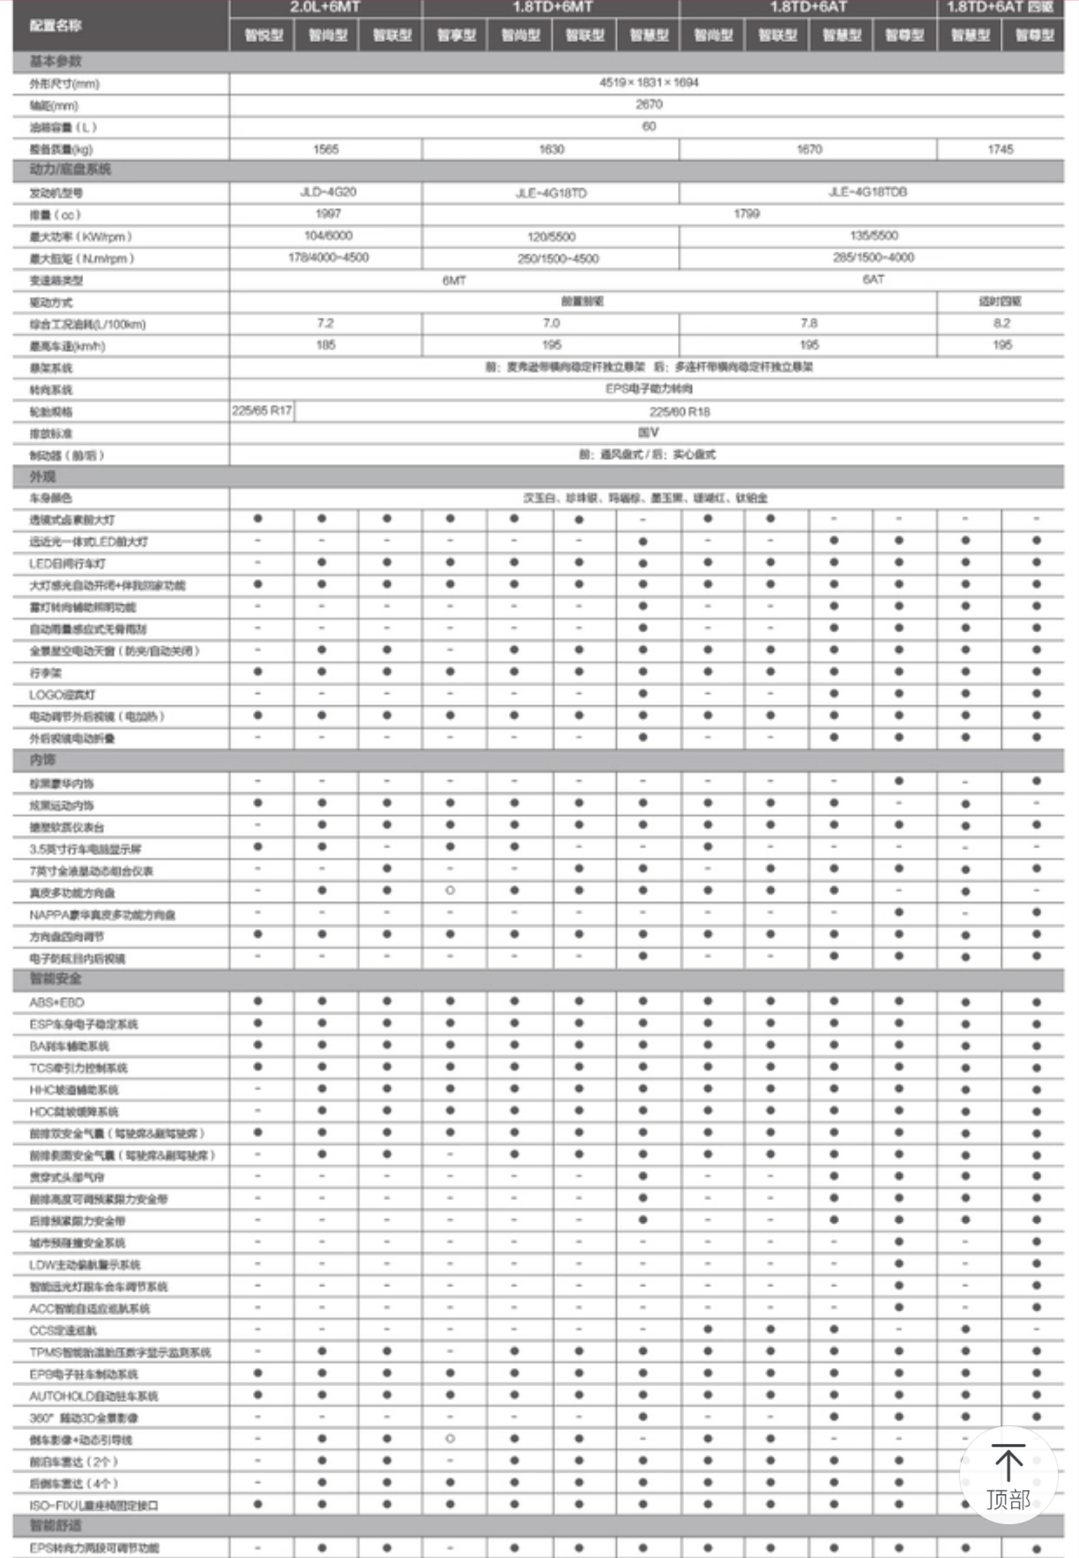 配置名称 2.0L+6MT 1.8TD+6MT 1.8TD+6AT 1.8TD+6AT 四驱
智悦型 智尚型 智联型 智享型 智尚型 智联型 智慧型 智尚型 智联型 智慧型 智尊型 智慧型 智尊型
基本参数
外形尺寸(mm) 4519×1831×1694
轴距(mm) 2670
油箱容量（L） 60
整备质量(kg) 1565 1630 1670 1745
动力/底盘系统
发动机型号 JLD-4G20 JLE-4G18TD JLE-4G18TDB
排量（cc） 1997 1799
最大功率（KW/rpm） 104/6000 120/5500 135/5500
最大扭矩（N.m/rpm） 178/4000-4500 250/1500-4500 285/1500-4000
变速箱类型 6MT 6AT
驱动方式 前置前驱 适时四驱
综合工况油耗(L/100km) 7.2 7.0 7.8 8.2
最高车速(km/h) 185 195 195 195
悬架系统 前：麦弗逊带横向稳定杆独立悬架 后：多连杆带横向稳定杆独立悬架
转向系统 EPS电子助力转向
轮胎规格 225/65 R17 225/60 R18
排放标准 国V
制动器（前/后） 前：通风盘式 / 后：实心盘式
外观
车身颜色 汉玉白、珍珠银、玛瑙棕、墨玉黑、珊瑚红、钛铂金
透镜式卤素前大灯 ● ● ● ● ● ● - ● ● - - - -
远近光一体式LED前大灯 - - - - - - ● - - ● ● ● ●
LED日间行车灯 - ● ● ● ● ● ● ● ● ● ● ● ●
大灯感光自动开闭+伴我回家功能 ● ● ● ● ● ● ● ● ● ● ● ● ●
雾灯转向辅助照明功能 - - - - - - ● - - ● ● ● ●
自动雨量感应式无骨雨刮 - - - - - - ● - - ● ● ● ●
全景星空电动天窗（防夹/自动关闭） - ● ● - ● ● ● ● ● ● ● ● ●
行李架 ● ● ● ● ● ● ● ● ● ● ● ● ●
LOGO迎宾灯 - - - - - - ● - - ● ● ● ●
电动调节外后视镜（电加热） ● ● ● ● ● ● ● ● ● ● ● ● ●
外后视镜电动折叠 - - - - - - ● - - ● ● ● ●
内饰
棕黑豪华内饰 - - - - - - - - - - ● - ●
炫黑运动内饰 ● ● ● ● ● ● ● ● ● ● - ● -
搪塑软质仪表台 - ● ● ● ● ● ● ● ● ● ● ● ●
3.5英寸行车电脑显示屏 ● ● - ● ● - - ● - - - - -
7英寸全液晶动态组合仪表 - - ● - - ● ● - ● ● ● ● ●
真皮多功能方向盘 - ● ● ○ ● ● ● ● ● ● - ● -
NAPPA豪华真皮多功能方向盘 - - - - - - - - - - ● - ●
方向盘四向调节 ● ● ● ● ● ● ● ● ● ● ● ● ●
电子防眩目内后视镜 - - - - - - ● - - ● ● ● ●
智能安全
ABS+EBD ● ● ● ● ● ● ● ● ● ● ● ● ●
ESP车身电子稳定系统 ● ● ● ● ● ● ● ● ● ● ● ● ●
BA刹车辅助系统 ● ● ● ● ● ● ● ● ● ● ● ● ●
TCS牵引力控制系统 ● ● ● ● ● ● ● ● ● ● ● ● ●
HHC坡道辅助系统 - ● ● ● ● ● ● ● ● ● ● ● ●
HDC陡坡缓降系统 - ● ● ● ● ● ● ● ● ● ● ● ●
前排双安全气囊（驾驶席&副驾驶席） ● ● ● ● ● ● ● ● ● ● ● ● ●
前排侧面安全气囊（驾驶席&副驾驶席） - ● ● - ● ● ● ● ● ● ● ● ●
贯穿式头部气帘 - - - - - - ● - - ● ● ● ●
前排高度可调预紧限力安全带 - - - - - - ● - - ● ● ● ●
后排预紧限力安全带 - - - - - - ● - - ● ● ● ●
城市预碰撞安全系统 - - - - - - - - - - ● - ●
LDW主动偏航警示系统 - - - - - - - - - - ● - ●
智能远光灯跟车会车调节系统 - - - - - - - - - - ● - ●
ACC智能自适应巡航系统 - - - - - - - - - - ● - ●
CCS定速巡航 - - - - - - - ● ● ● - ● -
TPMS智能胎温胎压数字显示监测系统 - ● ● - ● ● ● ● ● ● ● ● ●
EPB电子驻车制动系统 ● ● ● ● ● ● ● ● ● ● ● ● ●
AUTOHOLD自动驻车系统 ● ● ● ● ● ● ● ● ● ● ● ● ●
360° 随动3D全景影像 - - - - - - ● - - ● ● ● ●
倒车影像+动态引导线 - ● ● ○ ● ● - ● ● - -
前泊车雷达（2个） - ● ● - ● ● ● ● ● ● ●
后倒车雷达（4个） - ● ● ● ● ● ● ● ● ● ●
ISO-FIX儿童座椅固定接口 ● ● ● ● ● ● ● ● ● ● ●
顶部
智能舒适
EPS转向力两段可调节功能 - ● ● - ● ● ● ● ● ● ● ● ●